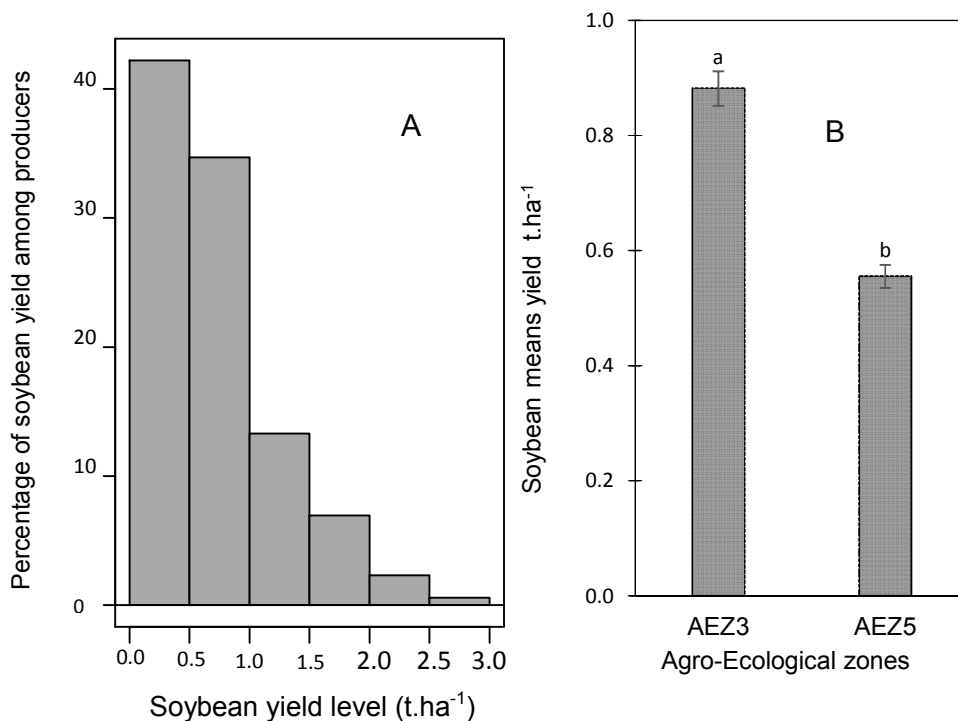 Percentage of soybean yield among producers
40
30
20
10
0
A
0.0 0.5 1.0 1.5 2.0 2.5 3.0
Soybean yield level (t.ha⁻¹)
Soybean means yield t.ha⁻¹
1.0
0.8
0.6
0.4
0.2
0.0
a
B
b
AEZ3 AEZ5
Agro-Ecological zones